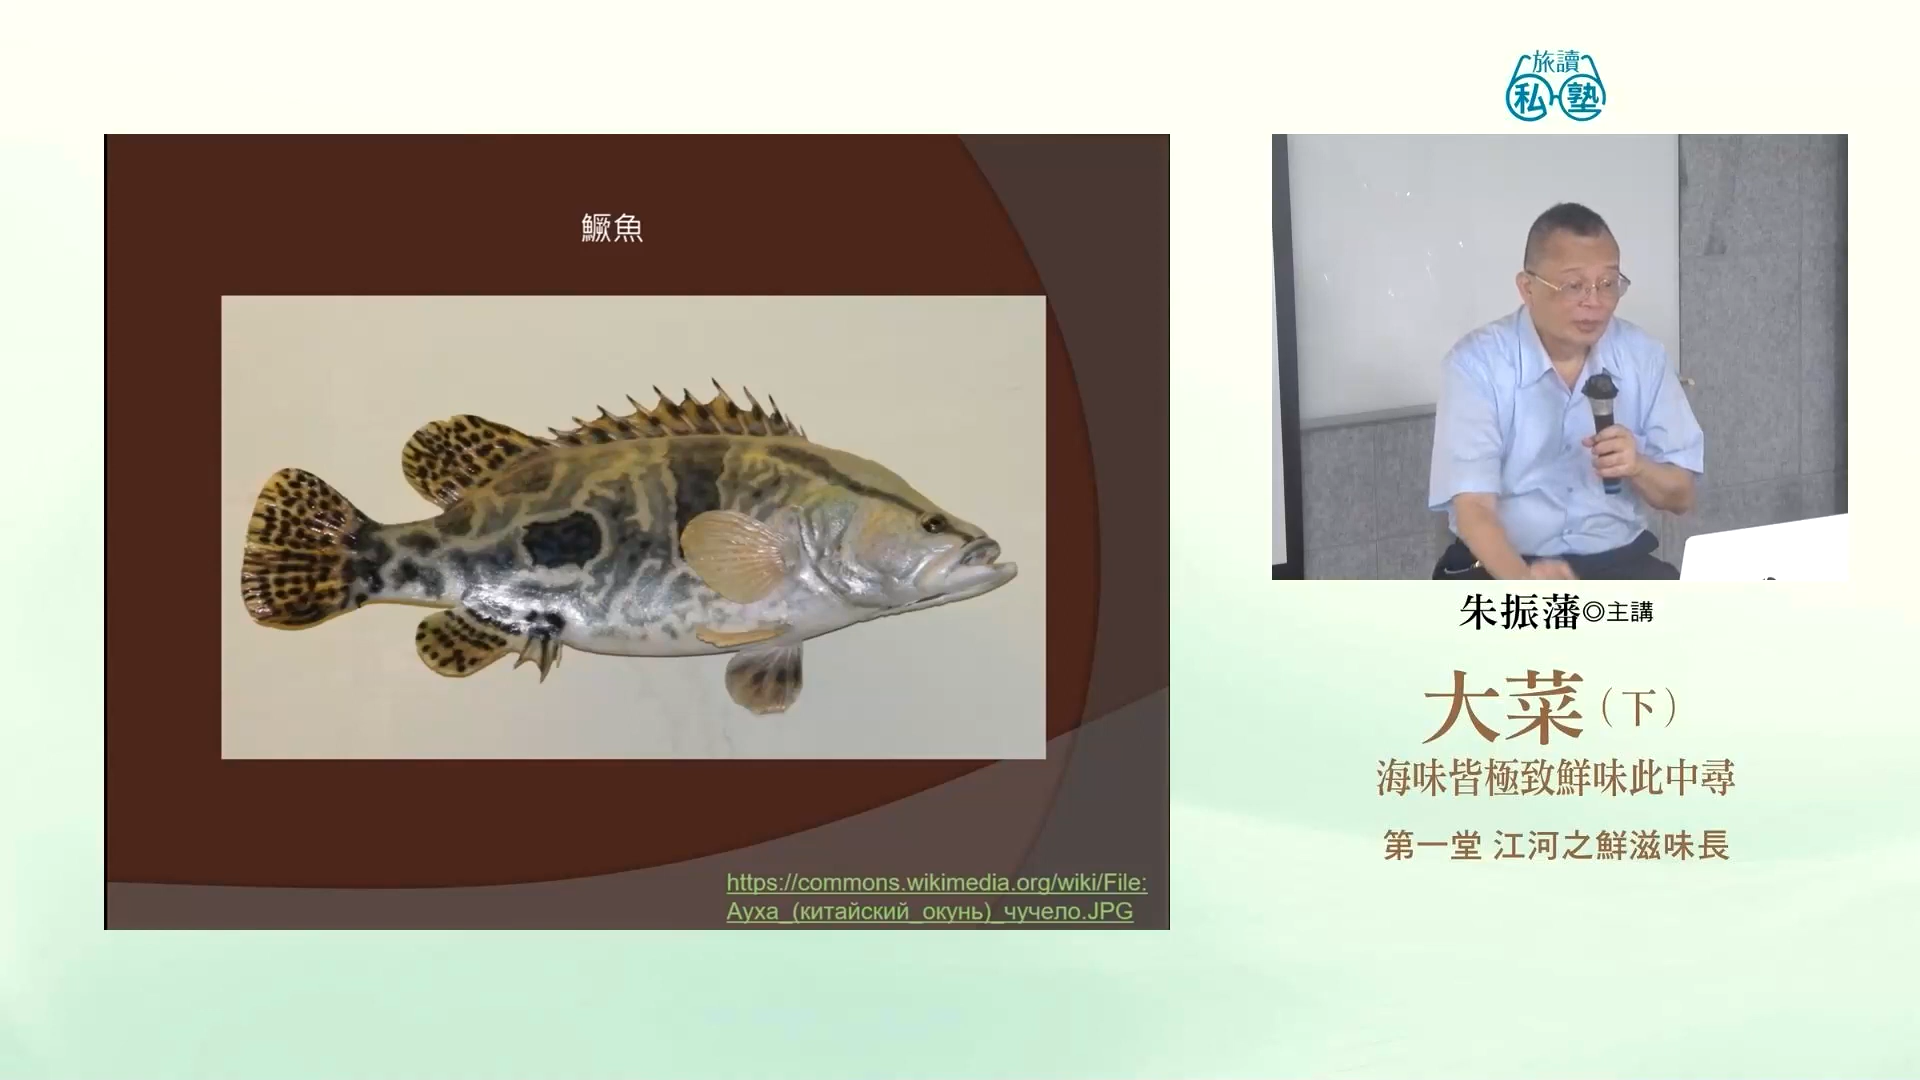 旅讀
私塾
鱖魚
https://commons.wikimedia.org/wiki/File:
Ауха_(китайский_окунь)_чучело.JPG
朱振藩◎主講
大菜（下）
海味皆極致鮮味此中尋
第一堂 江河之鮮滋味長